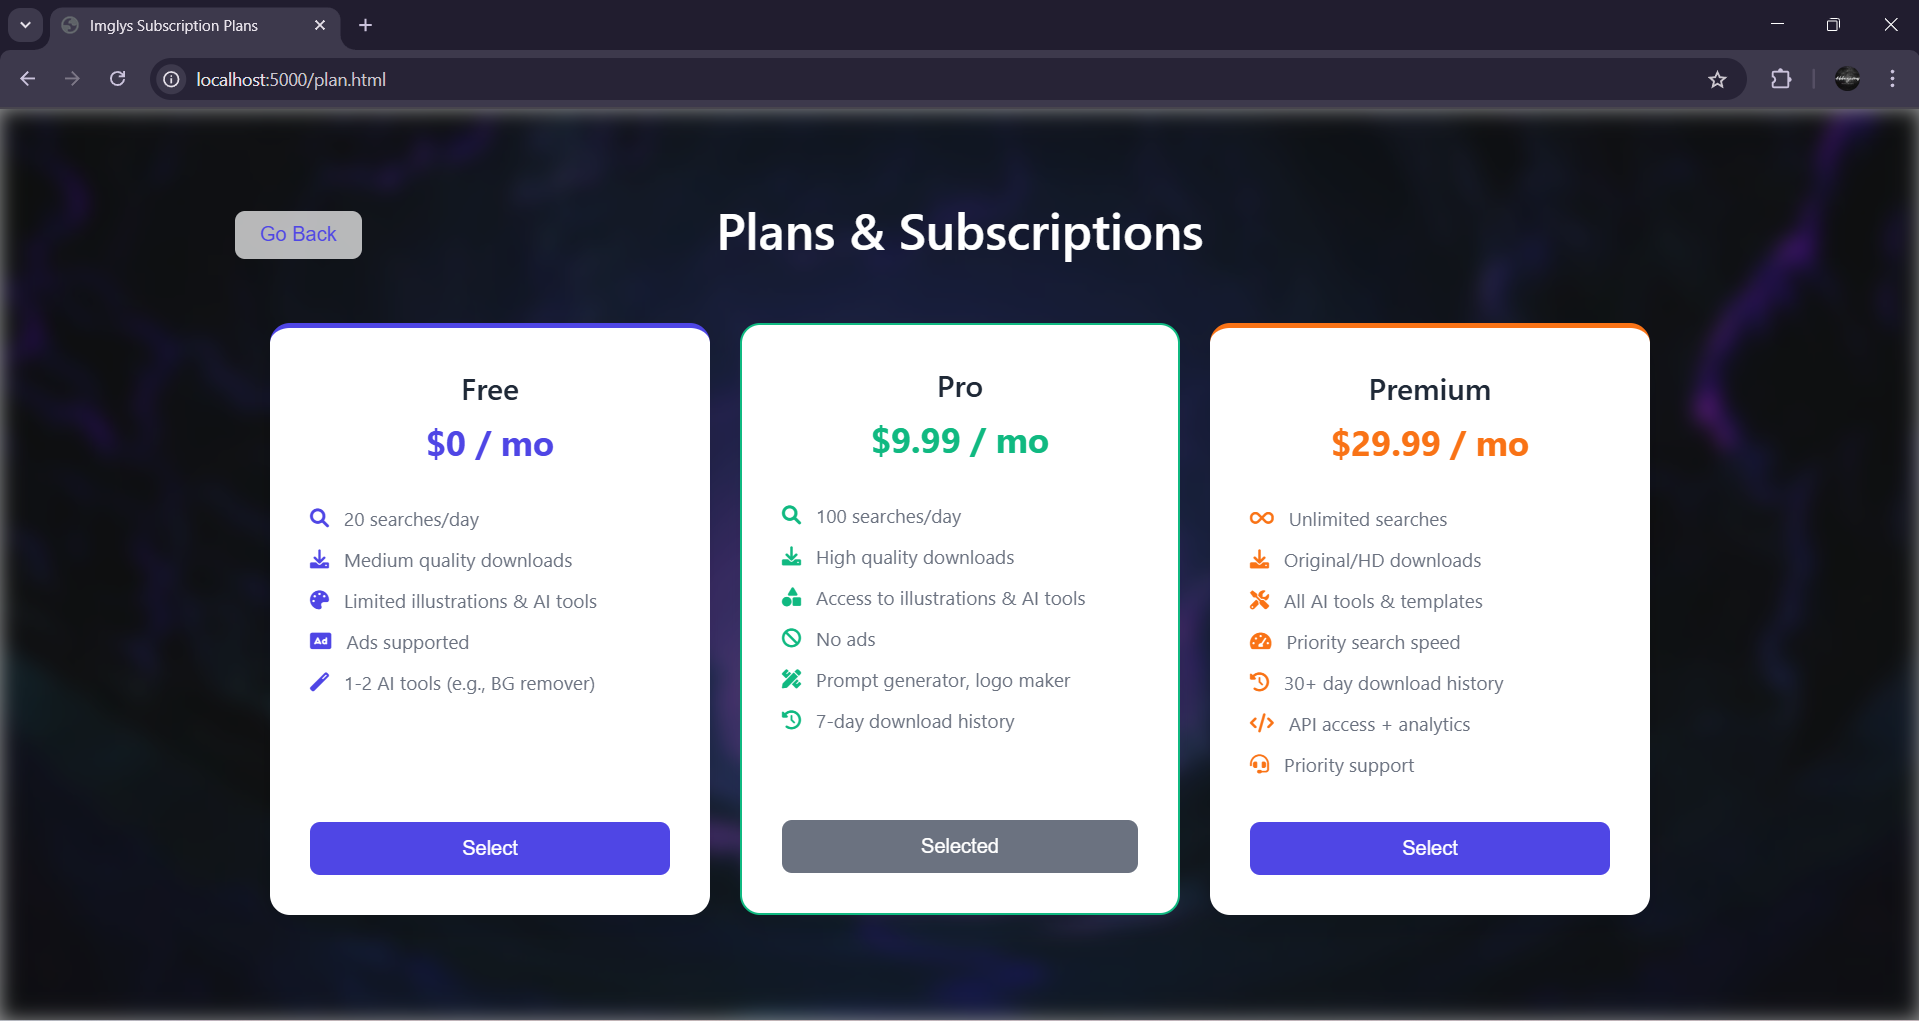 Imglys Subscription Plans
localhost:5000/plan.html
Go Back
Plans & Subscriptions
Free
$0 / mo
20 searches/day
Medium quality downloads
Limited illustrations & AI tools
Ad Ads supported
1-2 AI tools (e.g., BG remover)
Select
Pro
$9.99 / mo
100 searches/day
High quality downloads
Access to illustrations & AI tools
No ads
Prompt generator, logo maker
7-day download history
Selected
Premium
$29.99 / mo
Unlimited searches
Original/HD downloads
All AI tools & templates
Priority search speed
30+ day download history
API access + analytics
Priority support
Select